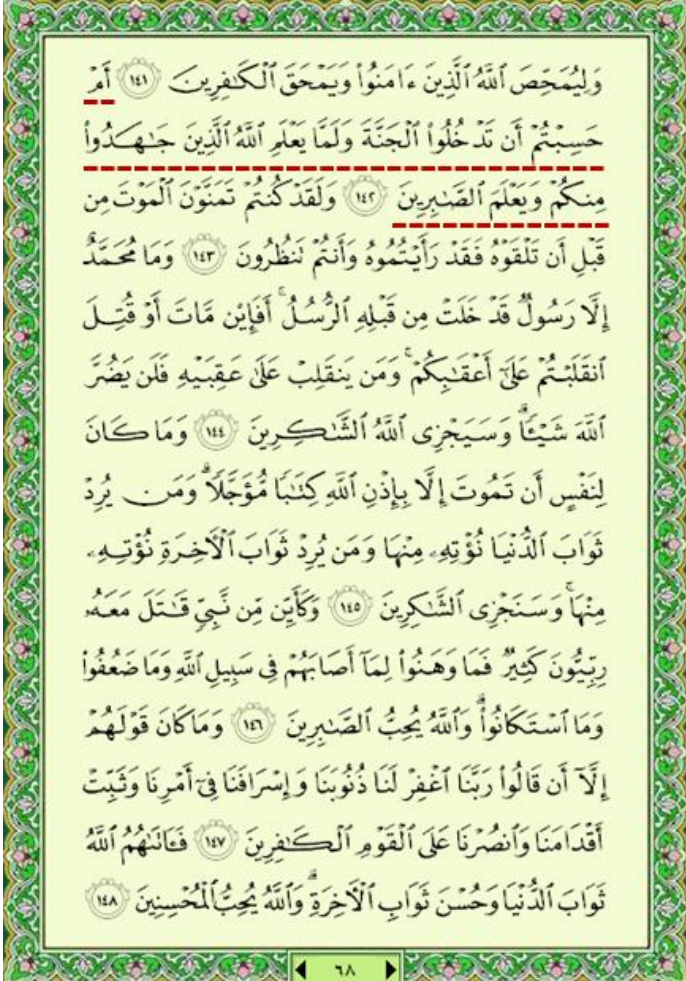 وَلِيُمَحِّصَ ٱللَّهُ ٱلَّذِينَ ءَامَنُوا۟ وَيَمْحَقَ ٱلْكَٰفِرِينَ ١٤١ أَمْ
حَسِبْتُمْ أَن تَدْخُلُوا۟ ٱلْجَنَّةَ وَلَمَّا يَعْلَمِ ٱللَّهُ ٱلَّذِينَ جَٰهَدُوا۟
مِنكُمْ وَيَعْلَمَ ٱلصَّٰبِرِينَ ١٤٢ وَلَقَدْ كُنتُمْ تَمَنَّوْنَ ٱلْمَوْتَ مِن
قَبْلِ أَن تَلْقَوْهُ فَقَدْ رَأَيْتُمُوهُ وَأَنتُمْ تَنظُرُونَ ١٤٣ وَمَا مُحَمَّدٌ
إِلَّا رَسُولٌ قَدْ خَلَتْ مِن قَبْلِهِ ٱلرُّسُلُ ۚ أَفَإِي۟ن مَّاتَ أَوْ قُتِلَ
ٱنقَلَبْتُمْ عَلَىٰٓ أَعْقَٰبِكُمْ ۚ وَمَن يَنقَلِبْ عَلَىٰ عَقِبَيْهِ فَلَن يَضُرَّ
ٱللَّهَ شَيْـًٔا ۗ وَسَيَجْزِى ٱللَّهُ ٱلشَّٰكِرِينَ ١٤٤ وَمَا كَانَ
لِنَفْسٍ أَن تَمُوتَ إِلَّا بِإِذْنِ ٱللَّهِ كِتَٰبًا مُّؤَجَّلًا ۗ وَمَن يُرِدْ
ثَوَابَ ٱلدُّنْيَا نُؤْتِهِۦ مِنْهَا وَمَن يُرِدْ ثَوَابَ ٱلْءَاخِرَةِ نُؤْتِهِۦ
مِنْهَا ۚ وَسَنَجْزِى ٱلشَّٰكِرِينَ ١٤٥ وَكَأَيِّن مِّن نَّبِىٍّ قَٰتَلَ مَعَهُۥ
رِبِّيُّونَ كَثِيرٌ فَمَا وَهَنُوا۟ لِمَآ أَصَابَهُمْ فِى سَبِيلِ ٱللَّهِ وَمَا ضَعُفُوا۟
وَمَا ٱسْتَكَانُوا۟ ۗ وَٱللَّهُ يُحِبُّ ٱلصَّٰبِرِينَ ١٤٦ وَمَا كَانَ قَوْلَهُمْ
إِلَّآ أَن قَالُوا۟ رَبَّنَا ٱغْفِرْ لَنَا ذُنُوبَنَا وَإِسْرَافَنَا فِىٓ أَمْرِنَا وَثَبِّتْ
أَقْدَامَنَا وَٱنصُرْنَا عَلَى ٱلْقَوْمِ ٱلْكَٰفِرِينَ ١٤٧ فَـَٔاتَىٰهُمُ ٱللَّهُ
ثَوَابَ ٱلدُّنْيَا وَحُسْنَ ثَوَابِ ٱلْءَاخِرَةِ ۗ وَٱللَّهُ يُحِبُّ ٱلْمُحْسِنِينَ ١٤٨
٦٨